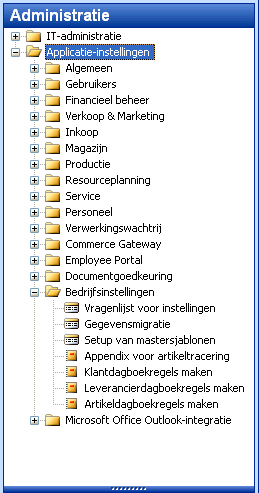 Administratie
IT-administratie
Applicatie-instellingen
Algemeen
Gebruikers
Financieel beheer
Verkoop & Marketing
Inkoop
Magazijn
Productie
Resourceplanning
Service
Personeel
Verwerkingswachtrij
Commerce Gateway
Employee Portal
Documentgoedkeuring
Bedrijfsinstellingen
Vragenlijst voor instellingen
Gegevensmigratie
Setup van mastersjablonen
Appendix voor artikeltracering
Klantdagboekregels maken
Leverancierdagboekregels maken
Artikeldagboekregels maken
Microsoft Office Outlook-integratie